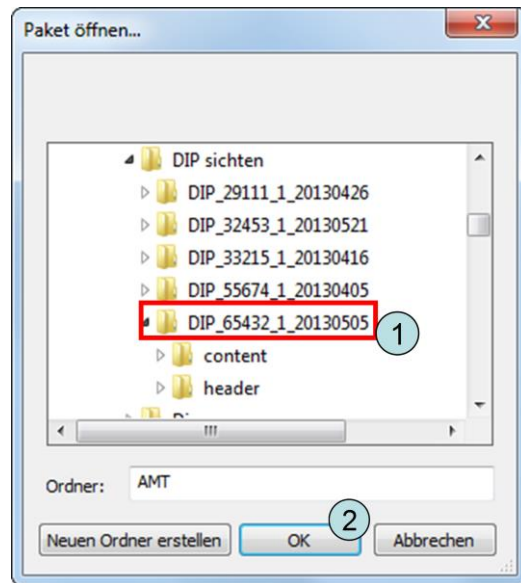 Paket öffnen...
DIP sichten
DIP_29111_1_20130426
DIP_32453_1_20130521
DIP_33215_1_20130416
DIP_55674_1_20130405
DIP_65432_1_20130505 1
content
header
Ordner: AMT
2
Neuen Ordner erstellen OK Abbrechen